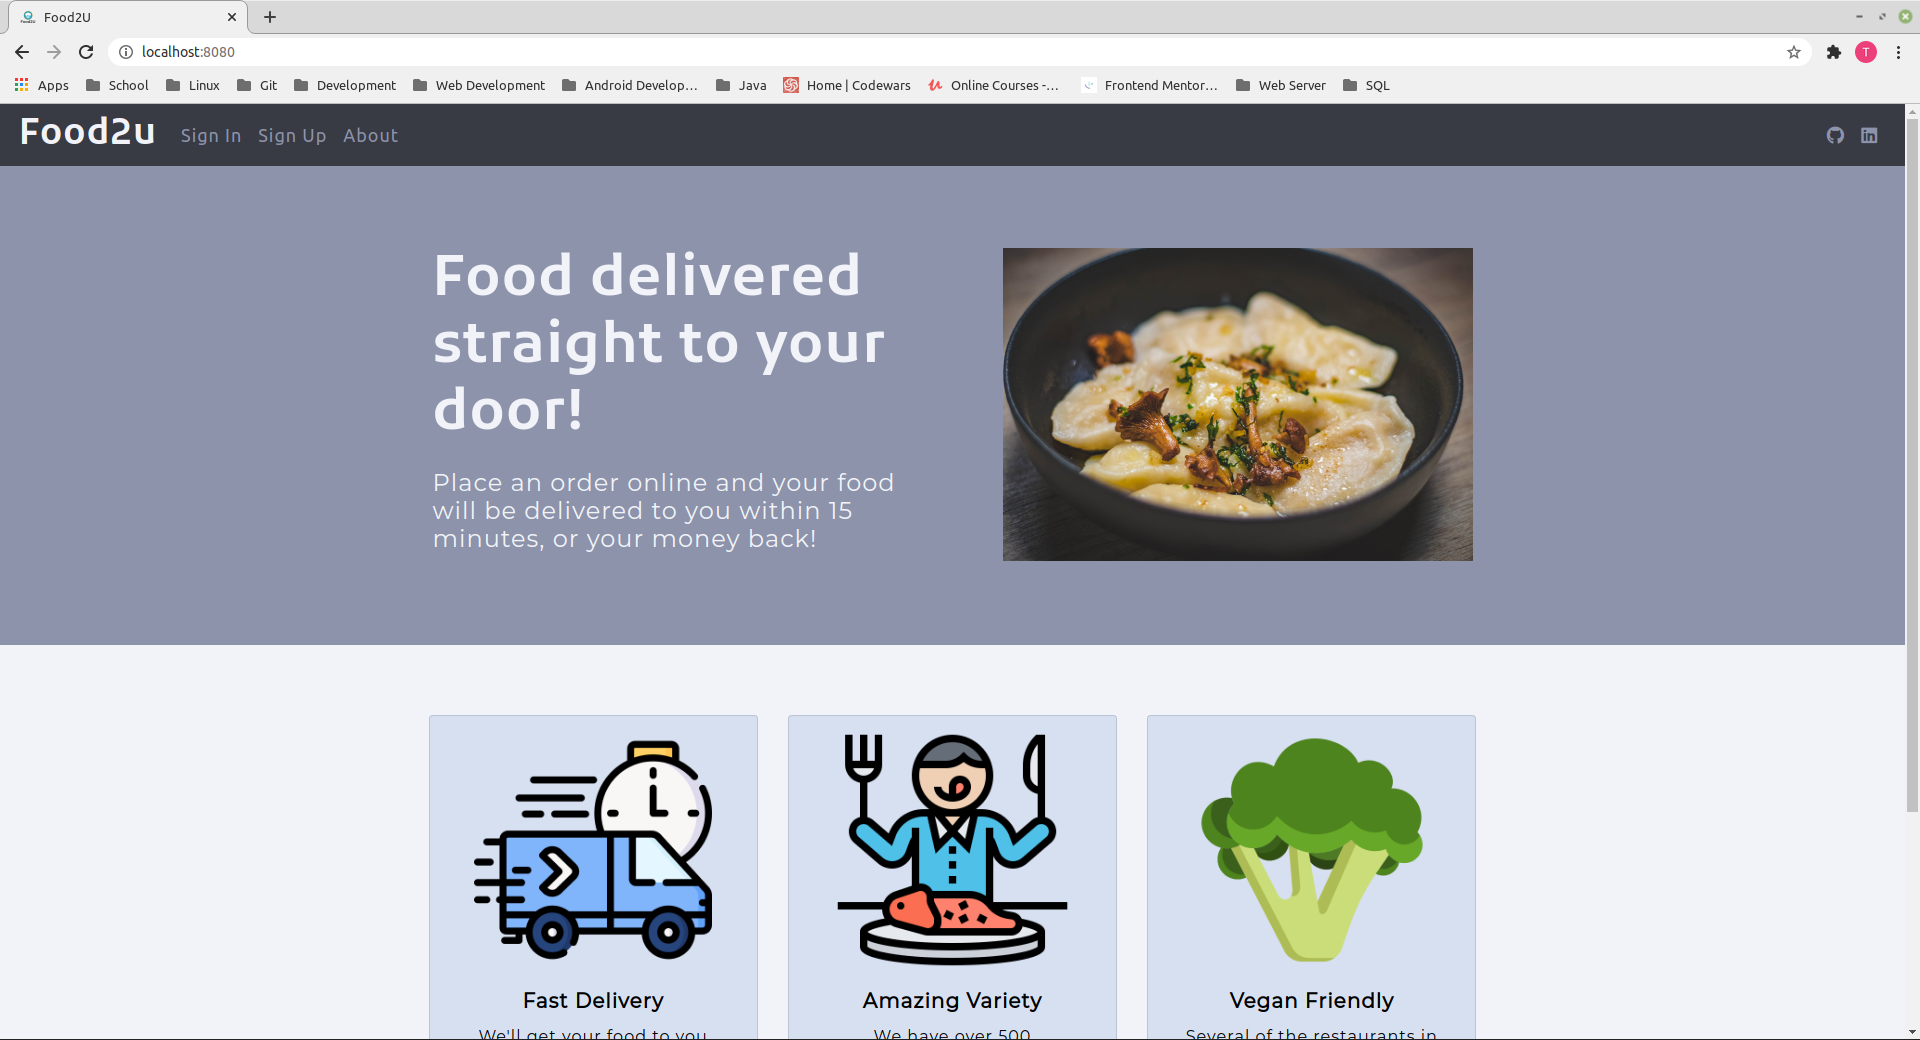 Food2U
localhost:8080
Apps School Linux Git Development Web Development Android Develop... Java Home | Codewars Online Courses -... Frontend Mentor... Web Server SQL
T
Food2u Sign In Sign Up About
Food delivered
straight to your
door!
Place an order online and your food
will be delivered to you within 15
minutes, or your money back!
Fast Delivery
We'll get your food to you
Amazing Variety
We have over 500
Vegan Friendly
Several of the restaurants in